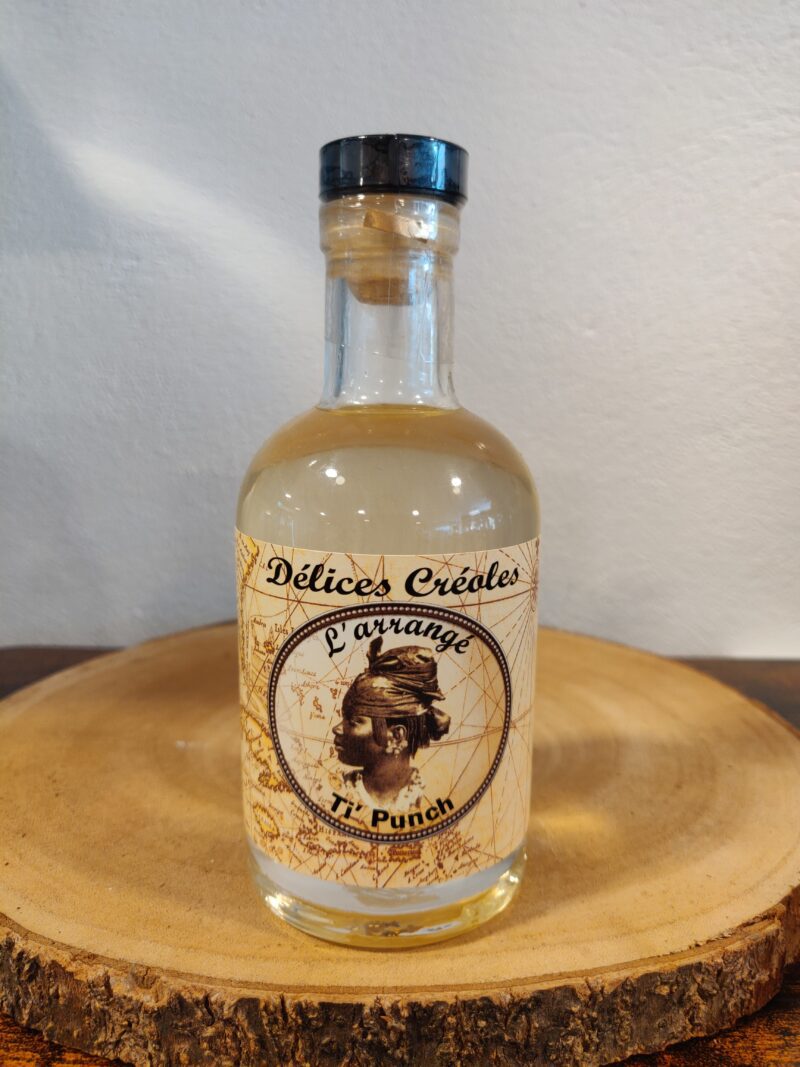 Délices Créoles
L'arrangé
Ti' Punch